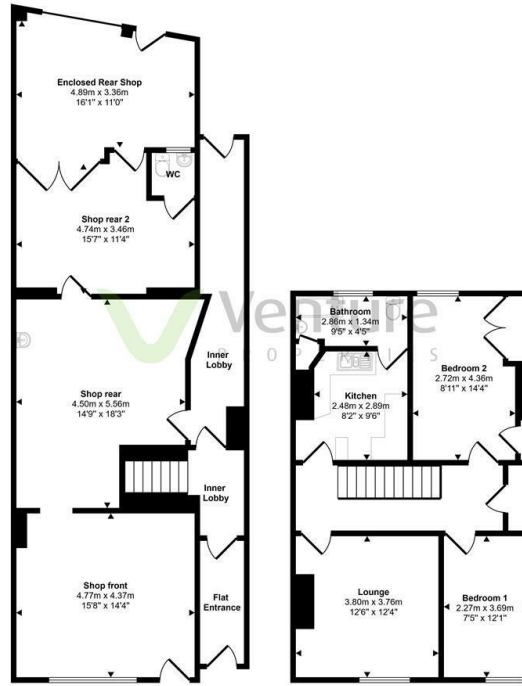 Enclosed Rear Shop
4.89m x 3.36m
16'1" x 11'0"
WC
Shop rear 2
4.74m x 3.46m
15'7" x 11'4"
Venture
PROPERTIES
Shop rear
4.50m x 5.56m
14'9" x 18'3"
Inner
Lobby
Inner
Lobby
Shop front
4.77m x 4.37m
15'8" x 14'4"
Flat
Entrance
Bathroom
2.86m x 1.34m
9'5" x 4'5"
Kitchen
2.48m x 2.89m
8'2" x 9'6"
Bedroom 2
2.72m x 4.36m
8'11" x 14'4"
Lounge
3.80m x 3.76m
12'6" x 12'4"
Bedroom 1
2.27m x 3.69m
7'5" x 12'1"